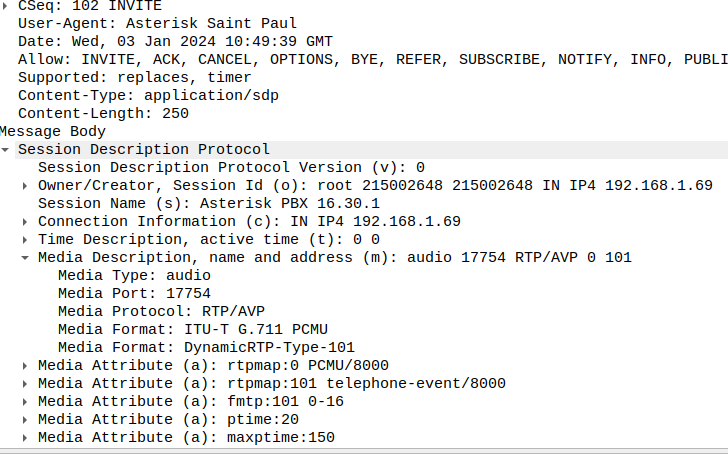 CSeq: 102 INVITE
User-Agent: Asterisk Saint Paul
Date: Wed, 03 Jan 2024 10:49:39 GMT
Allow: INVITE, ACK, CANCEL, OPTIONS, BYE, REFER, SUBSCRIBE, NOTIFY, INFO, PUBLI
Supported: replaces, timer
Content-Type: application/sdp
Content-Length: 250
Message Body
Session Description Protocol
Session Description Protocol Version (v): 0
Owner/Creator, Session Id (o): root 215002648 215002648 IN IP4 192.168.1.69
Session Name (s): Asterisk PBX 16.30.1
Connection Information (c): IN IP4 192.168.1.69
Time Description, active time (t): 0 0
Media Description, name and address (m): audio 17754 RTP/AVP 0 101
Media Type: audio
Media Port: 17754
Media Protocol: RTP/AVP
Media Format: ITU-T G.711 PCMU
Media Format: DynamicRTP-Type-101
Media Attribute (a): rtpmap:0 PCMU/8000
Media Attribute (a): rtpmap:101 telephone-event/8000
Media Attribute (a): fmtp:101 0-16
Media Attribute (a): ptime:20
Media Attribute (a): maxptime:150